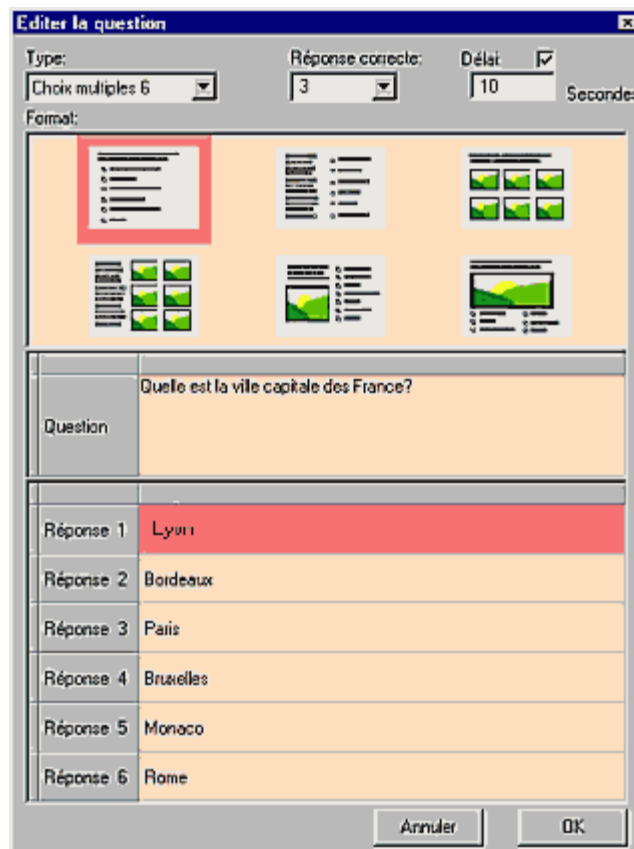 Editer la question
Type: Réponse correcte: Délai:
Choix multiples 6 3 10 Secondes
Format:
Quelle est la ville capitale des France?
Question
Réponse 1 Lyon
Réponse 2 Bordeaux
Réponse 3 Paris
Réponse 4 Bruxelles
Réponse 5 Monaco
Réponse 6 Rome
Annuler OK